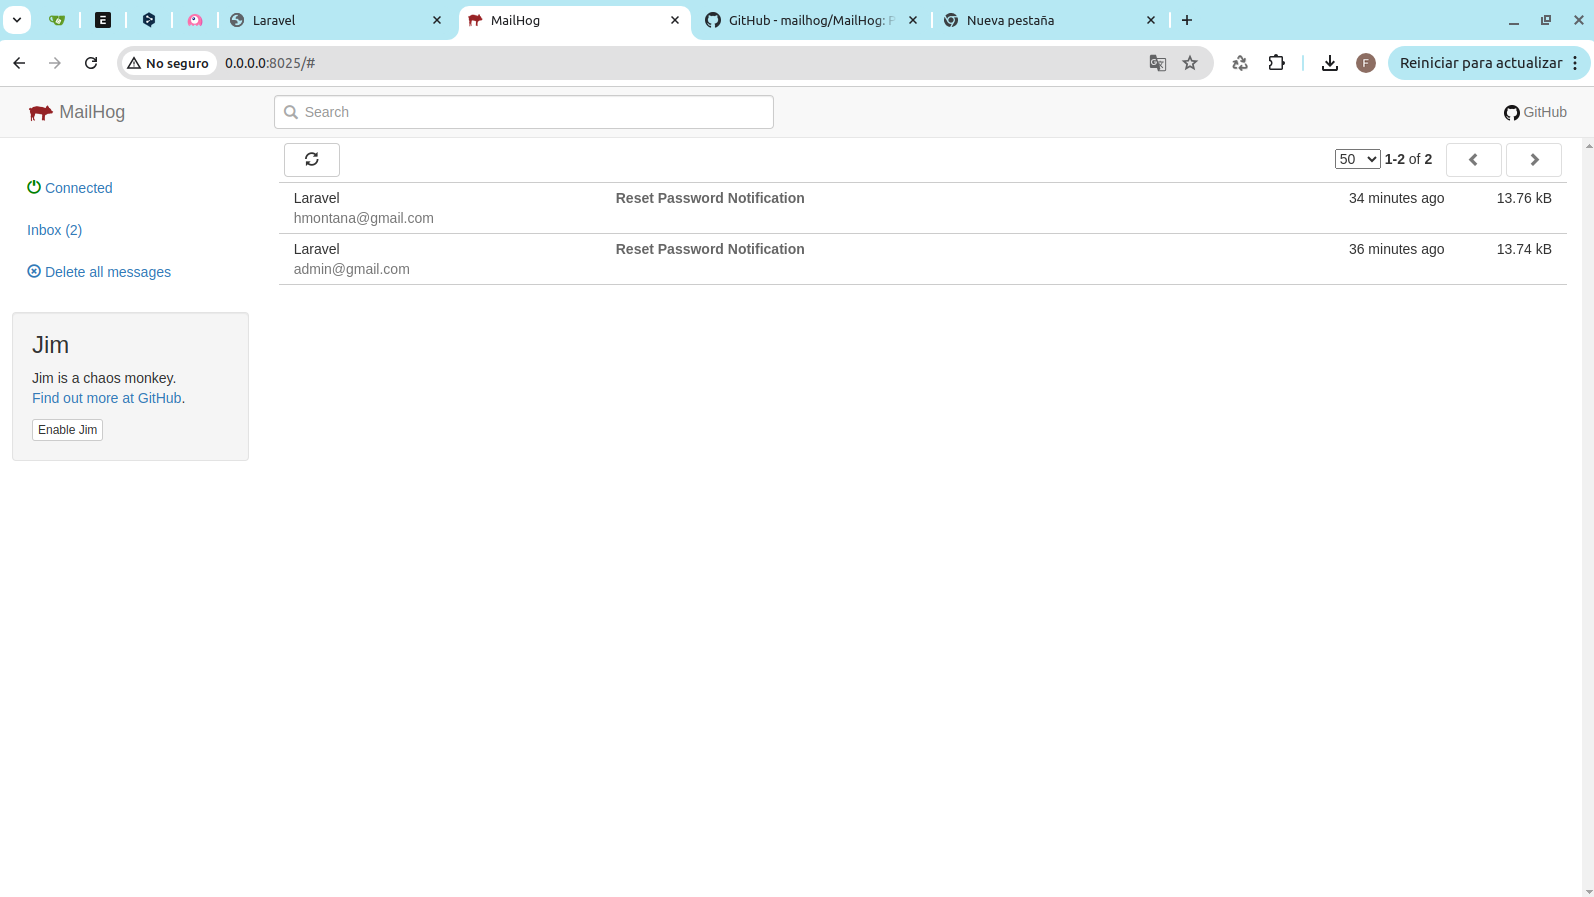 Laravel
MailHog
GitHub - mailhog/MailHog:
Nueva pestaña
No seguro
0.0.0.0:8025/#
F
Reiniciar para actualizar
MailHog
Search
GitHub
50 1-2 of 2
Connected
Inbox (2)
Delete all messages
Laravel Reset Password Notification 34 minutes ago 13.76 kB
hmontana@gmail.com
Laravel Reset Password Notification 36 minutes ago 13.74 kB
admin@gmail.com
Jim
Jim is a chaos monkey.
Find out more at GitHub.
Enable Jim